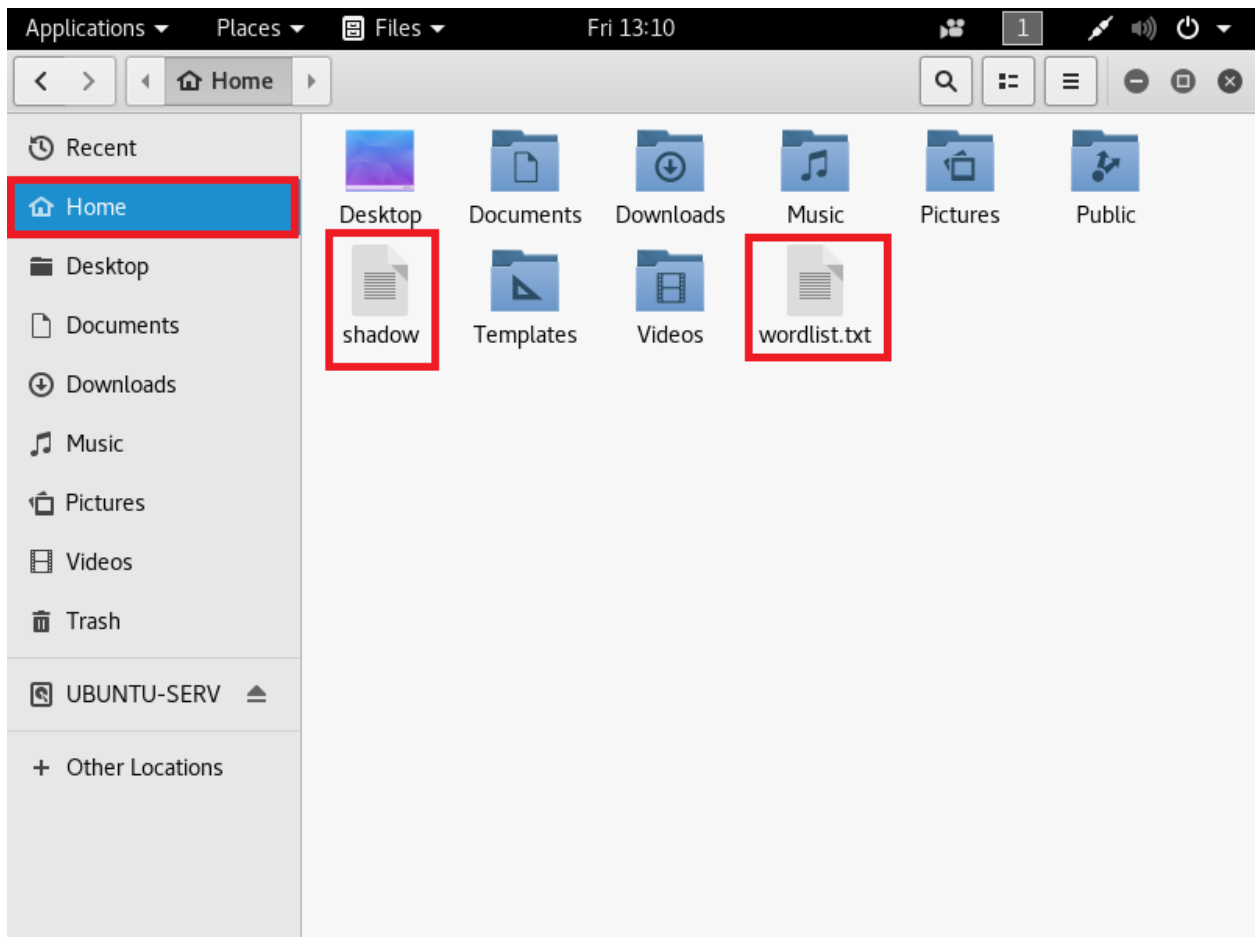 Applications Places Files Fri 13:10 1
Home
Recent
Home
Desktop
Documents
Downloads
Music
Pictures
Videos
Trash
UBUNTU-SERV
+ Other Locations
Desktop Documents Downloads Music Pictures Public
shadow Templates Videos wordlist.txt